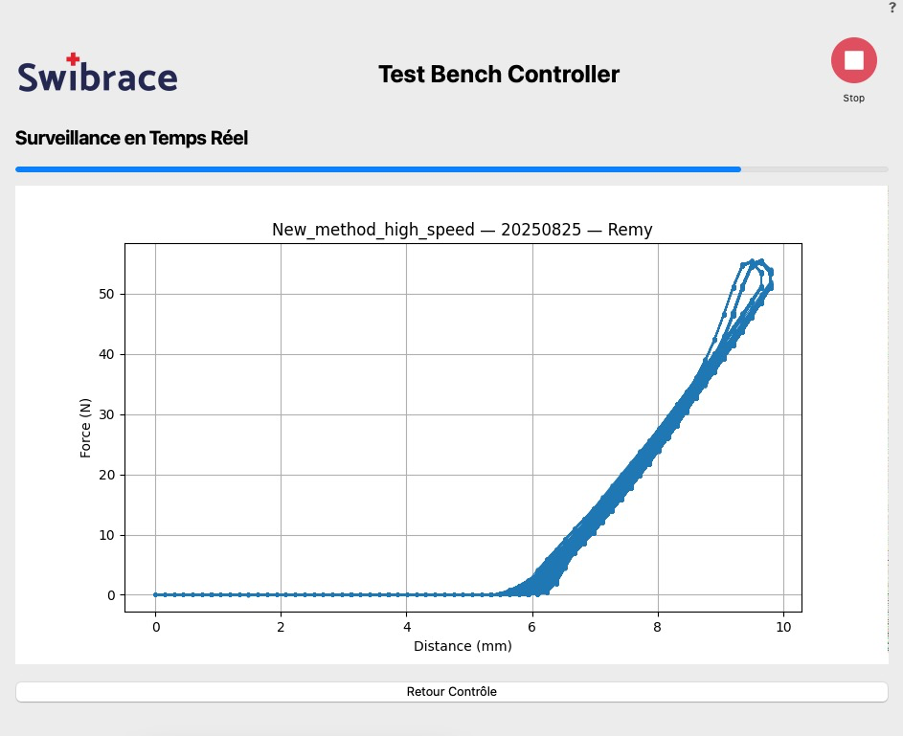 ?
Swibrace
Test Bench Controller
Stop
Surveillance en Temps Réel
New_method_high_speed — 20250825 — Remy
Force (N)
50
40
30
20
10
0
0 2 4 6 8 10
Distance (mm)
Retour Contrôle